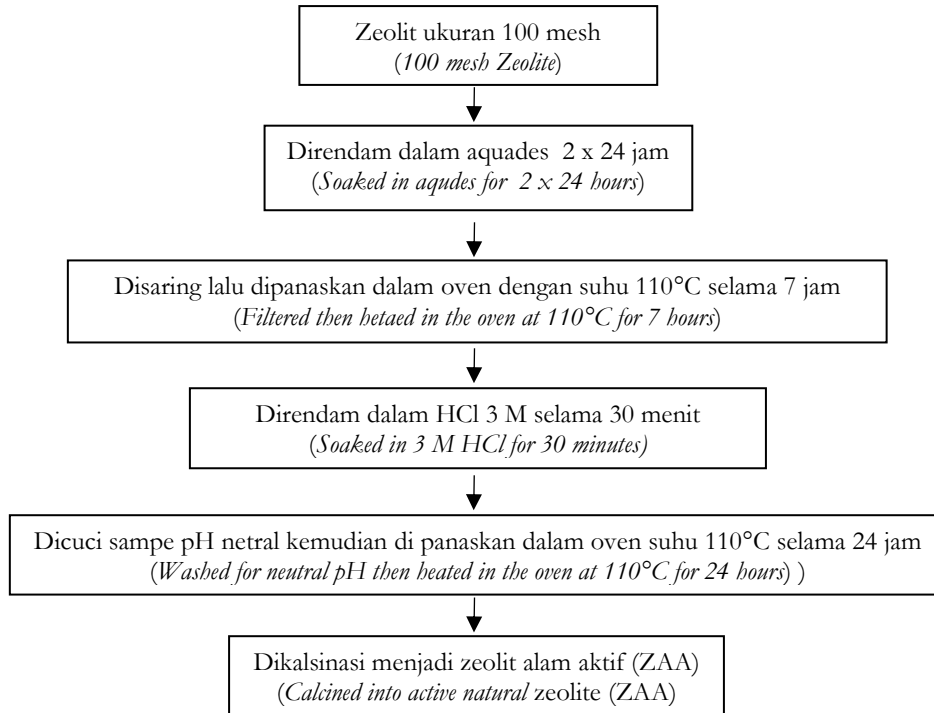 Zeolit ukuran 100 mesh
(100 mesh Zeolite)
Direndam dalam aquades 2 x 24 jam
(Soaked in aqudes for 2 x 24 hours)
Disaring lalu dipanaskan dalam oven dengan suhu 110°C selama 7 jam
(Filtered then hetaed in the oven at 110°C for 7 hours)
Direndam dalam HCl 3 M selama 30 menit
(Soaked in 3 M HCl for 30 minutes)
Dicuci sampe pH netral kemudian di panaskan dalam oven suhu 110°C selama 24 jam
(Washed for neutral pH then heated in the oven at 110°C for 24 hours) )
Dikalsinasi menjadi zeolit alam aktif (ZAA)
(Calcined into active natural zeolite (ZAA)